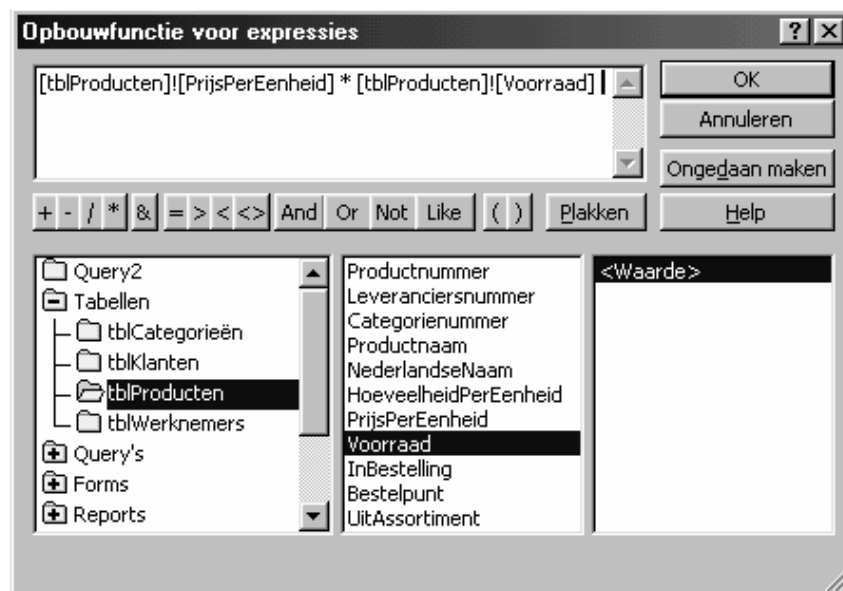 Opbouwfunctie voor expressies
[tblProducten]![PrijsPerEenheid] * [tblProducten]![Voorraad]
OK
Annuleren
Ongedaan maken
+ - / * & = > < <> And Or Not Like ( ) Plakken Help
Query2
Tabellen
tblCategorieën
tblKlanten
tblProducten
tblWerknemers
Query's
Forms
Reports
Productnummer
Leveranciersnummer
Categorienummer
Productnaam
NederlandseNaam
HoeveelheidPerEenheid
PrijsPerEenheid
Voorraad
InBestelling
Bestelpunt
UitAssortiment
<Waarde>